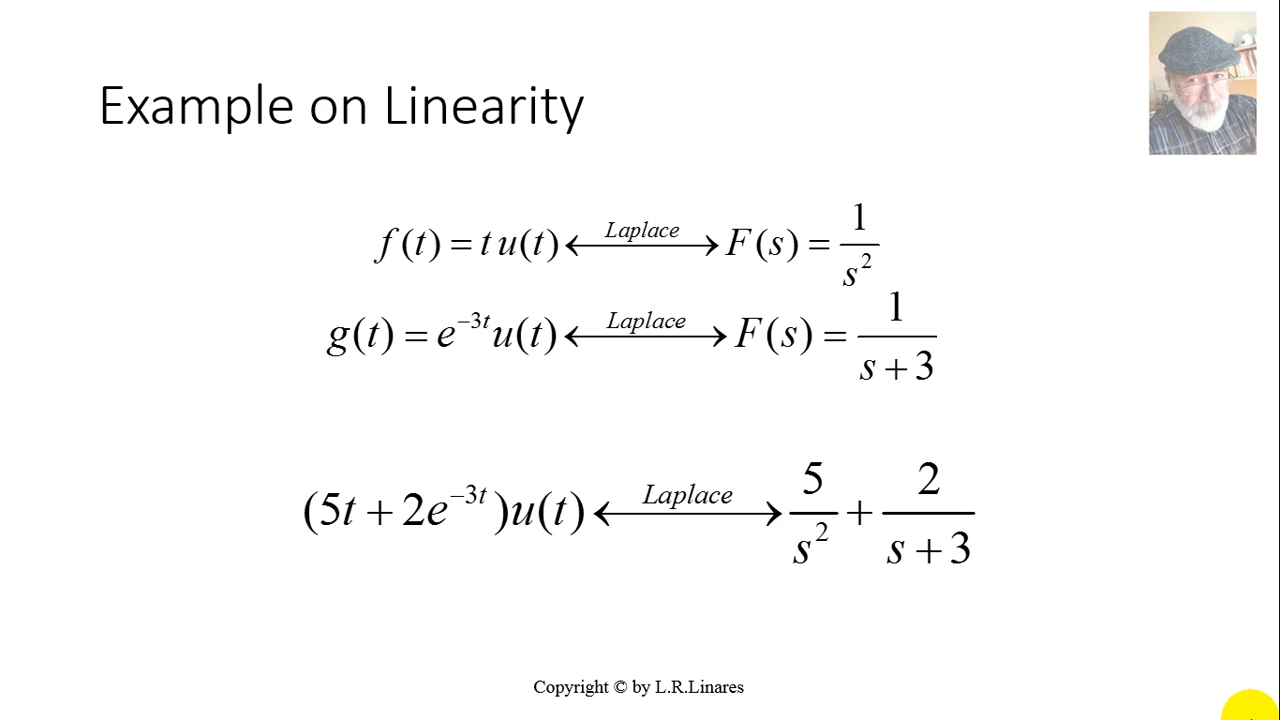 Example on Linearity
f(t) = t u(t) ⟷ Laplace F(s) = 1/s²
g(t) = e⁻³ᵗu(t) ⟷ Laplace F(s) = 1/(s+3)
(5t + 2e⁻³ᵗ)u(t) ⟷ Laplace 5/s² + 2/(s+3)
Copyright © by L.R.Linares